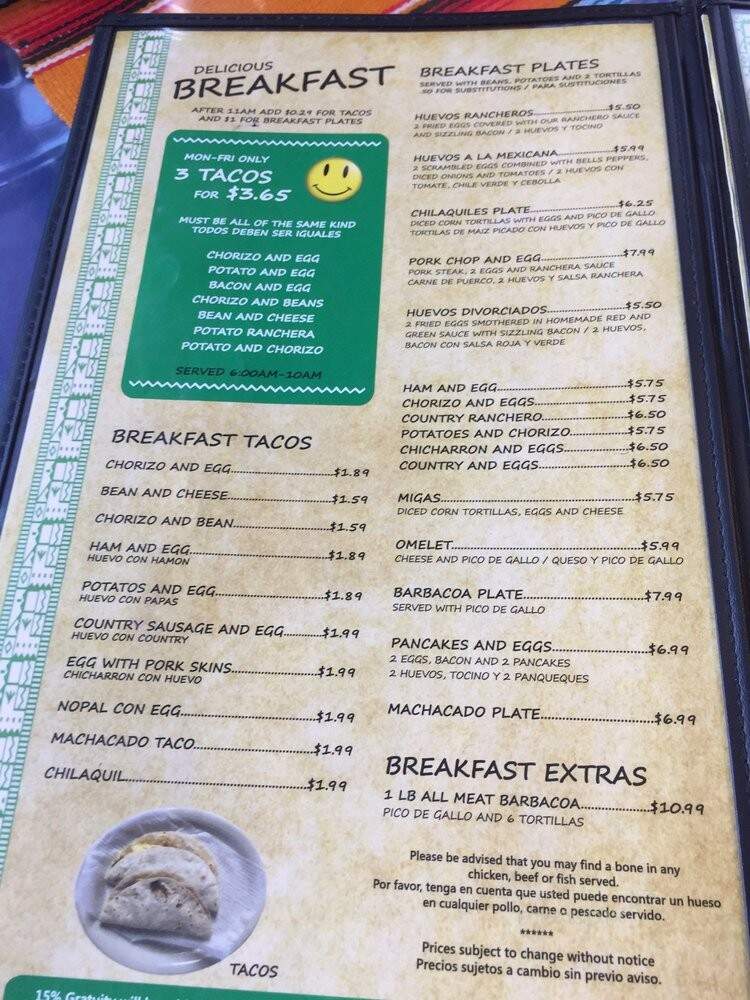 DELICIOUS
BREAKFAST
AFTER 11AM ADD $0.29 FOR TACOS
AND $1 FOR BREAKFAST PLATES
MON-FRI ONLY
3 TACOS
FOR $3.65
MUST BE ALL OF THE SAME KIND
TODOS DEBEN SER IGUALES
CHORIZO AND EGG
POTATO AND EGG
BACON AND EGG
CHORIZO AND BEANS
BEAN AND CHEESE
POTATO RANCHERA
POTATO AND CHORIZO
SERVED 6:00AM-10AM
BREAKFAST TACOS
CHORIZO AND EGG....................$1.89
BEAN AND CHEESE....................$1.59
CHORIZO AND BEAN....................$1.59
HAM AND EGG....................$1.89
HUEVO CON HAMON
POTATOS AND EGG....................$1.89
HUEVO CON PAPAS
COUNTRY SAUSAGE AND EGG..........$1.99
HUEVO CON COUNTRY
EGG WITH PORK SKINS....................$1.99
CHICHARRON CON HUEVO
NOPAL CON EGG....................$1.99
MACHACADO TACO....................$1.99
CHILAQUIL....................$1.99
TACOS
15% Gratuity will
BREAKFAST PLATES
SERVED WITH BEANS, POTATOES AND 2 TORTILLAS
.50 FOR SUBSTITUTIONS / PARA SUSTITUCIONES
HUEVOS RANCHEROS....................$5.50
2 FRIED EGGS COVERED WITH OUR RANCHERO SAUCE
AND SIZZLING BACON / 2 HUEVOS Y TOCINO
HUEVOS A LA MEXICANA....................$5.99
2 SCRAMBLED EGGS COMBINED WITH BELLS PEPPERS,
DICED ONIONS AND TOMATOES / 2 HUEVOS CON
TOMATE, CHILE VERDE Y CEBOLLA
CHILAQUILES PLATE....................$6.25
DICED CORN TORTILLAS WITH EGGS AND PICO DE GALLO
TORTILAS DE MAIZ PICADO CON HUEVOS Y PICO DE GALLO
PORK CHOP AND EGG....................$7.99
PORK STEAK, 2 EGGS AND RANCHERA SAUCE
CARNE DE PUERCO, 2 HUEVOS Y SALSA RANCHERA
HUEVOS DIVORCIADOS....................$5.50
2 FRIED EGGS SMOTHERED IN HOMEMADE RED AND
GREEN SAUCE WITH SIZZLING BACON / 2 HUEVOS,
BACON CON SALSA ROJA Y VERDE
HAM AND EGG....................$5.75
CHORIZO AND EGGS....................$5.75
COUNTRY RANCHERO....................$6.50
POTATOES AND CHORIZO....................$5.75
CHICHARRON AND EGGS....................$6.50
COUNTRY AND EGGS....................$6.50
MIGAS....................$5.75
DICED CORN TORTILLAS, EGGS AND CHEESE
OMELET....................$5.99
CHEESE AND PICO DE GALLO / QUESO Y PICO DE GALLO
BARBACOA PLATE....................$7.99
SERVED WITH PICO DE GALLO
PANCAKES AND EGGS....................$6.99
2 EGGS, BACON AND 2 PANCAKES
2 HUEVOS, TOCINO Y 2 PANQUEQUES
MACHACADO PLATE....................$6.99
BREAKFAST EXTRAS
1 LB ALL MEAT BARBACOA...............$10.99
PICO DE GALLO AND 6 TORTILLAS
Please be advised that you may find a bone in any
chicken, beef or fish served.
Por favor, tenga en cuenta que usted puede encontrar un hueso
en cualquier pollo, carne o pescado servido.
******
Prices subject to change without notice
Precios sujetos a cambio sin previo aviso.